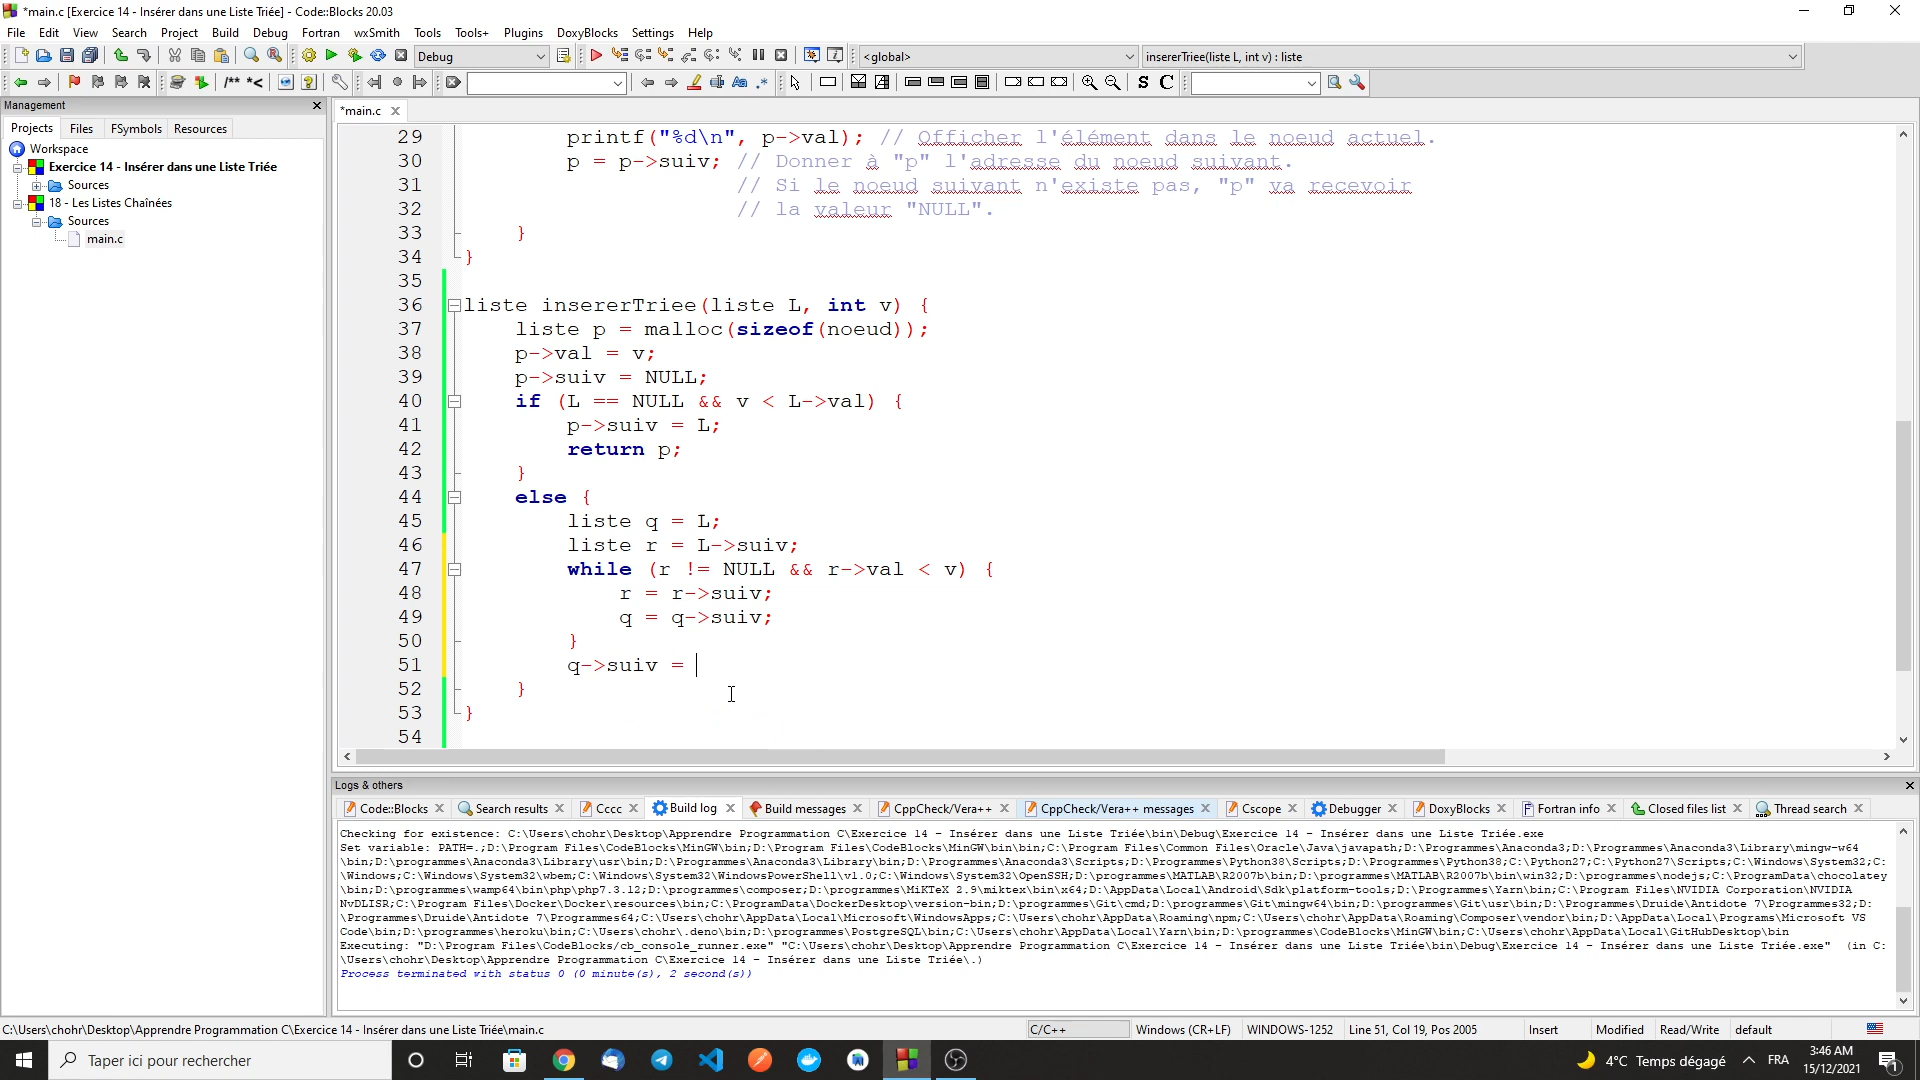 *main.c [Exercice 14 - Insérer dans une Liste Triée] - Code::Blocks 20.03
File Edit View Search Project Build Debug Fortran wxSmith Tools Tools+ Plugins DoxyBlocks Settings Help
Debug <global> insererTriee(liste L, int v) : liste
/** *< Aa .* S C
Management
*main.c
Projects Files FSymbols Resources
Workspace
Exercice 14 - Insérer dans une Liste Triée
Sources
18 - Les Listes Chaînées
Sources
main.c
29 printf("%d\n", p->val); // Officher l'élément dans le noeud actuel.
30 p = p->suiv; // Donner à "p" l'adresse du noeud suivant.
31 // Si le noeud suivant n'existe pas, "p" va recevoir
32 // la valeur "NULL".
33 }
34 }
35
36 liste insererTriee(liste L, int v) {
37 liste p = malloc(sizeof(noeud));
38 p->val = v;
39 p->suiv = NULL;
40 if (L == NULL && v < L->val) {
41 p->suiv = L;
42 return p;
43 }
44 else {
45 liste q = L;
46 liste r = L->suiv;
47 while (r != NULL && r->val < v) {
48 r = r->suiv;
49 q = q->suiv;
50 }
51 q->suiv =
52 }
53 }
54
Logs & others
Code::Blocks Search results Cccc Build log Build messages CppCheck/Vera++ CppCheck/Vera++ messages Cscope Debugger DoxyBlocks Fortran info Closed files list Thread search
Checking for existence: C:\Users\chohr\Desktop\Apprendre Programmation C\Exercice 14 - Insérer dans une Liste Triée\bin\Debug\Exercice 14 - Insérer dans une Liste Triée.exe
Set variable: PATH=.;D:\Program Files\CodeBlocks\MinGW\bin;D:\Program Files\CodeBlocks\MinGW\bin\bin;C:\Program Files\Common Files\Oracle\Java\javapath;D:\Programmes\Anaconda3;D:\Programmes\Anaconda3\Library\mingw-w64
\bin;D:\programmes\Anaconda3\Library\usr\bin;D:\Programmes\Anaconda3\Library\bin;D:\Programmes\Anaconda3\Scripts;D:\Programmes\Python38\Scripts;D:\Programmes\Python38;C:\Python27\;C:\Python27\Scripts;C:\Windows\System32;C:
\Windows;C:\Windows\System32\wbem;C:\Windows\System32\WindowsPowerShell\v1.0;C:\Windows\System32\OpenSSH;D:\programmes\MATLAB\R2007b\bin;D:\programmes\MATLAB\R2007b\bin\win32;D:\programmes\nodejs;C:\ProgramData\chocolatey
\bin;D:\programmes\wamp64\bin\php\php7.3.12;D:\programmes\composer;D:\programmes\MiKTeX 2.9\miktex\bin\x64;D:\AppData\Local\Android\Sdk\platform-tools;D:\Programmes\Yarn\bin;C:\Program Files\NVIDIA Corporation\NVIDIA
NvDLISR;C:\Program Files\Docker\Docker\resources\bin;C:\ProgramData\DockerDesktop\version-bin;D:\programmes\Git\cmd;D:\programmes\Git\mingw64\bin;D:\programmes\Git\usr\bin;D:\Programmes\Druide\Antidote 7\Programmes32;D:
\Programmes\Druide\Antidote 7\Programmes64;C:\Users\chohr\AppData\Local\Microsoft\WindowsApps;C:\Users\chohr\AppData\Roaming\npm;C:\Users\chohr\AppData\Roaming\Composer\vendor\bin;D:\AppData\Local\Programs\Microsoft VS
Code\bin;D:\programmes\heroku\bin;C:\Users\chohr\.deno\bin;D:\programmes\PostgreSQL\bin;C:\Users\chohr\AppData\Local\Yarn\bin;D:\programmes\CodeBlocks\MinGW\bin;C:\Users\chohr\AppData\Local\GitHubDesktop\bin
Executing: "D:\Program Files\CodeBlocks/cb_console_runner.exe" "C:\Users\chohr\Desktop\Apprendre Programmation C\Exercice 14 - Insérer dans une Liste Triée\bin\Debug\Exercice 14 - Insérer dans une Liste Triée.exe" (in C:
\Users\chohr\Desktop\Apprendre Programmation C\Exercice 14 - Insérer dans une Liste Triée\.)
Process terminated with status 0 (0 minute(s), 2 second(s))
C:\Users\chohr\Desktop\Apprendre Programmation C\Exercice 14 - Insérer dans une Liste Triée\main.c C/C++ Windows (CR+LF) WINDOWS-1252 Line 51, Col 19, Pos 2005 Insert Modified Read/Write default
Taper ici pour rechercher 4°C Temps dégagé FRA 3:46 AM
15/12/2021 1